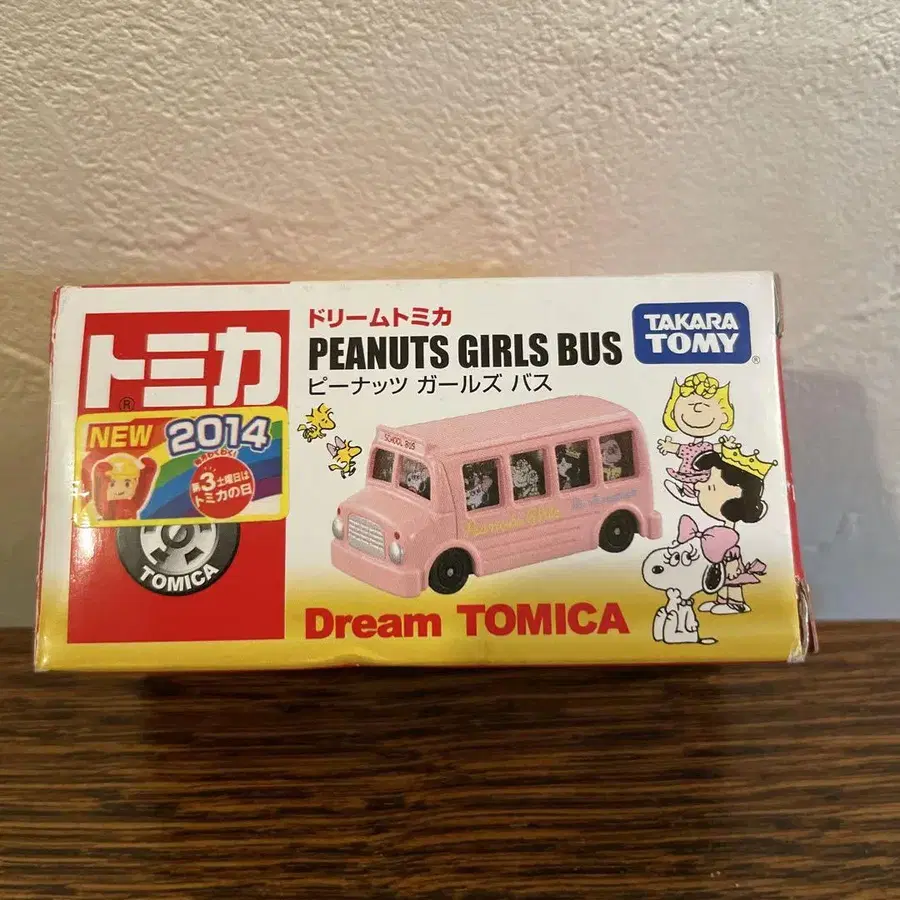 トミカ
®
NEW 2014
第3土曜日は
トミカの日
TOMICA
ドリームトミカ
PEANUTS GIRLS BUS
ピーナッツ ガールズ バス
TAKARA
TOMY
®
SCHOOL BUS
Dream TOMICA